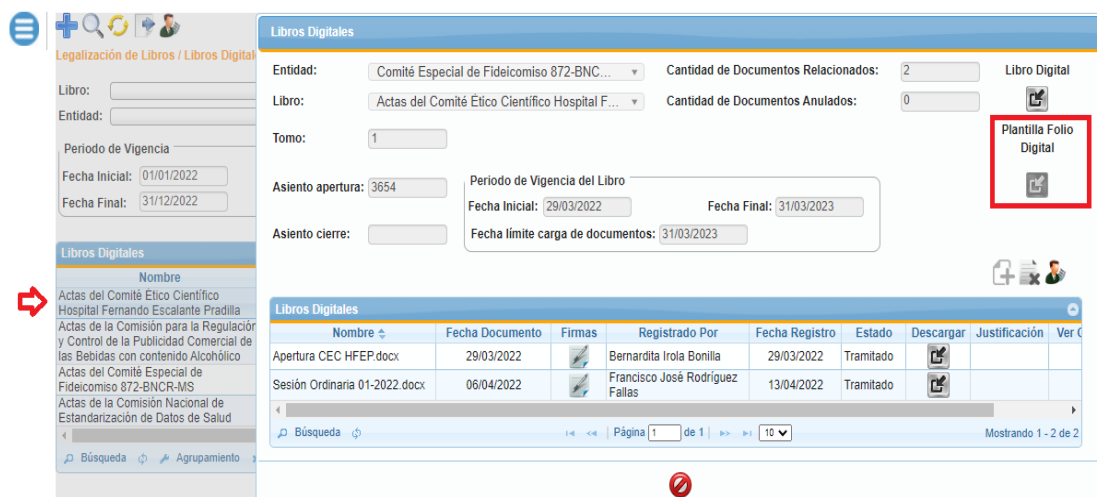 Legalización de Libros / Libros Digital
Libro:
Entidad:
Periodo de Vigencia
Fecha Inicial: 01/01/2022
Fecha Final: 31/12/2022
Libros Digitales
Nombre
Actas del Comité Ético Científico
Hospital Fernando Escalante Pradilla
Actas de la Comisión para la Regulación
y Control de la Publicidad Comercial de
las Bebidas con contenido Alcohólico
Actas del Comité Especial de
Fideicomiso 872-BNCR-MS
Actas de la Comisión Nacional de
Estandarización de Datos de Salud
Búsqueda Agrupamiento
Libros Digitales
Entidad: Comité Especial de Fideicomiso 872-BNC... Cantidad de Documentos Relacionados: 2 Libro Digital
Libro: Actas del Comité Ético Científico Hospital F... Cantidad de Documentos Anulados: 0
Tomo: 1
Plantilla Folio
Digital
Asiento apertura: 3654
Periodo de Vigencia del Libro
Fecha Inicial: 29/03/2022 Fecha Final: 31/03/2023
Asiento cierre:
Fecha límite carga de documentos: 31/03/2023
Libros Digitales
Nombre Fecha Documento Firmas Registrado Por Fecha Registro Estado Descargar Justificación Ver
Apertura CEC HFEP.docx 29/03/2022 Bernardita Irola Bonilla 29/03/2022 Tramitado
Sesión Ordinaria 01-2022.docx 06/04/2022 Francisco José Rodríguez
Fallas 13/04/2022 Tramitado
Búsqueda Página 1 de 1 10 Mostrando 1 - 2 de 2